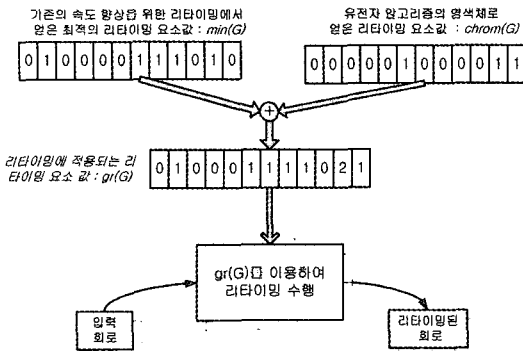 기존의 속도 향상을 위한 리타이밍에서
얻은 최적의 리타이밍 요소값 : min(G)
유전자 알고리즘의 염색체로
얻은 리타이밍 요소값 : chrom(G)
0 1 0 0 0 0 1 1 1 0 1 0
0 0 0 0 0 1 0 0 0 0 1 1
+
리타이밍에 적용되는 리
타이밍 요소 값 : gr(G)
0 1 0 0 0 1 1 1 1 0 2 1
gr(G)를 이용하여
리타이밍 수행
입력
회로
리타이밍된
회로